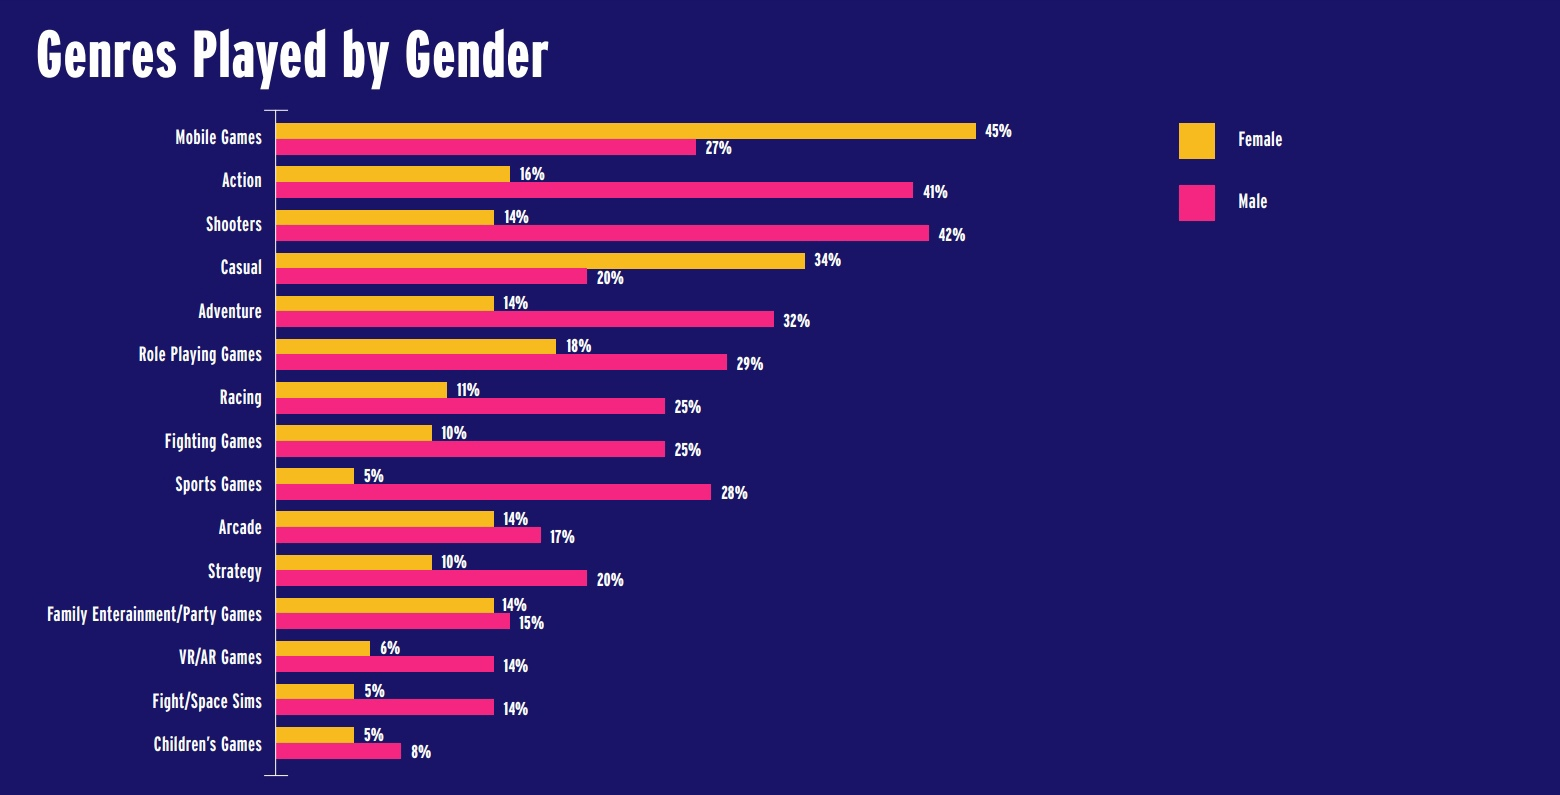 Genres Played by Gender
Mobile Games
45%
27%
Female
Action
16%
41%
Male
Shooters
14%
42%
Casual
34%
20%
Adventure
14%
32%
Role Playing Games
18%
29%
Racing
11%
25%
Fighting Games
10%
25%
Sports Games
5%
28%
Arcade
14%
17%
Strategy
10%
20%
Family Enterainment/Party Games
14%
15%
VR/AR Games
6%
14%
Fight/Space Sims
5%
14%
Children's Games
5%
8%